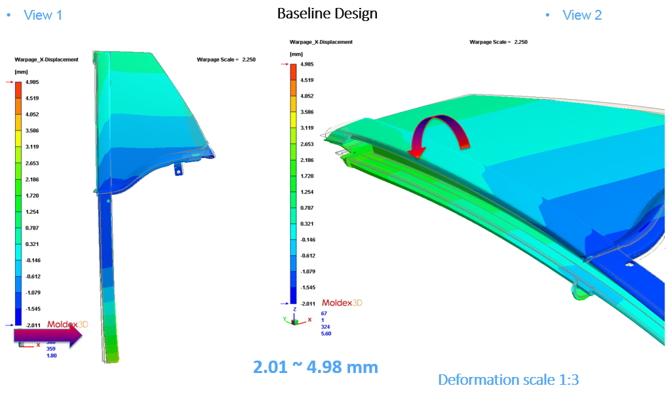 • View 1
Baseline Design
• View 2
Warpage_X-Displacement
Warpage Scale = 2.250
[mm]
4.985
4.519
4.052
3.586
3.119
2.653
2.186
1.720
1.254
0.787
0.321
-0.146
-0.612
-1.079
-1.545
-2.011
Moldex3D
X
359
1.80
Warpage_X-Displacement
Warpage Scale = 2.250
[mm]
4.985
4.519
4.052
3.586
3.119
2.653
2.186
1.720
1.254
0.787
0.321
-0.146
-0.612
-1.079
-1.545
-2.011
Moldex3D
Z
Y
X
67
1
324
5.60
2.01 ~ 4.98 mm
Deformation scale 1:3